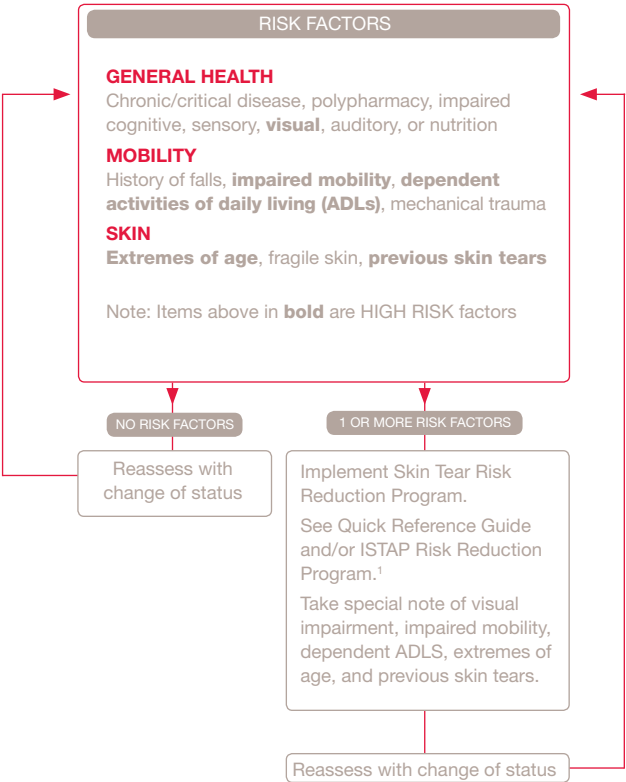 RISK FACTORS
GENERAL HEALTH
Chronic/critical disease, polypharmacy, impaired
cognitive, sensory, visual, auditory, or nutrition
MOBILITY
History of falls, impaired mobility, dependent
activities of daily living (ADLs), mechanical trauma
SKIN
Extremes of age, fragile skin, previous skin tears
Note: Items above in bold are HIGH RISK factors
NO RISK FACTORS
Reassess with
change of status
1 OR MORE RISK FACTORS
Implement Skin Tear Risk
Reduction Program.
See Quick Reference Guide
and/or ISTAP Risk Reduction
Program.¹
Take special note of visual
impairment, impaired mobility,
dependent ADLS, extremes of
age, and previous skin tears.
Reassess with change of status